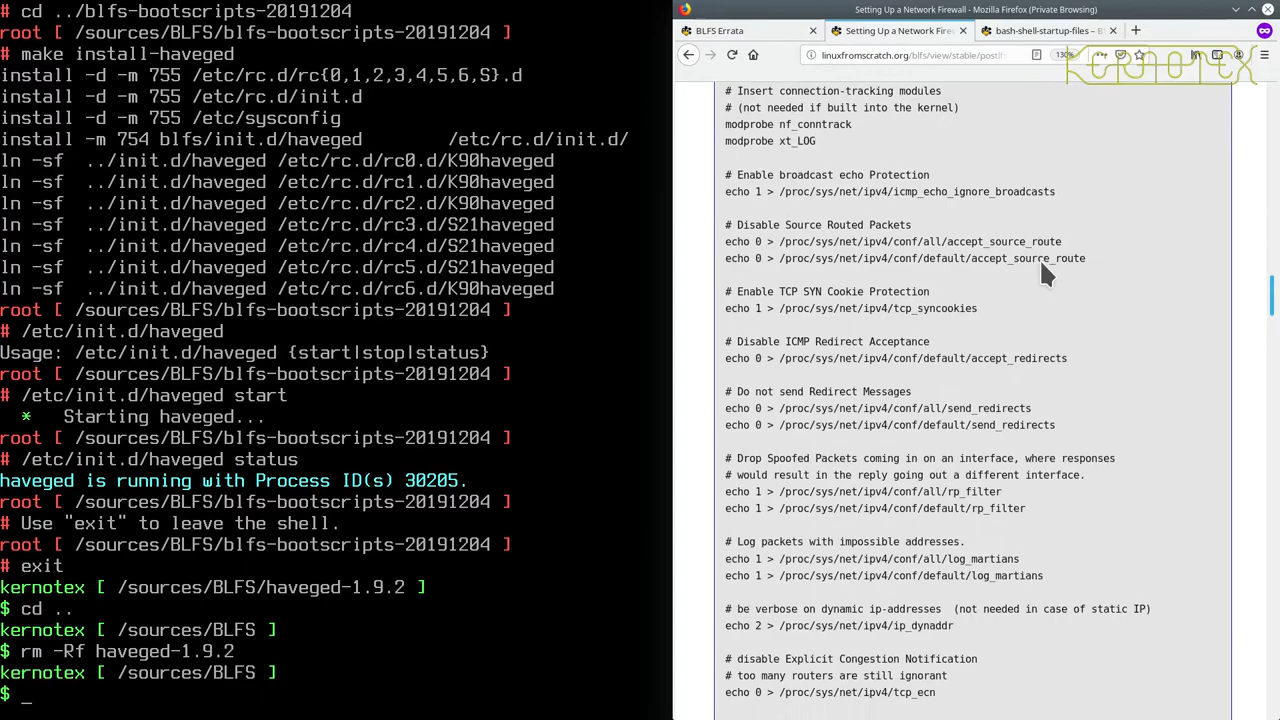 # cd ../blfs-bootscripts-20191204
root [ /sources/BLFS/blfs-bootscripts-20191204 ]
# make install-haveged
install -d -m 755 /etc/rc.d/rc{0,1,2,3,4,5,6,S}.d
install -d -m 755 /etc/rc.d/init.d
install -d -m 755 /etc/sysconfig
install -m 754 blfs/init.d/haveged       /etc/rc.d/init.d/
ln -sf  ../init.d/haveged /etc/rc.d/rc0.d/K90haveged
ln -sf  ../init.d/haveged /etc/rc.d/rc1.d/K90haveged
ln -sf  ../init.d/haveged /etc/rc.d/rc2.d/K90haveged
ln -sf  ../init.d/haveged /etc/rc.d/rc3.d/S21haveged
ln -sf  ../init.d/haveged /etc/rc.d/rc4.d/S21haveged
ln -sf  ../init.d/haveged /etc/rc.d/rc5.d/S21haveged
ln -sf  ../init.d/haveged /etc/rc.d/rc6.d/K90haveged
root [ /sources/BLFS/blfs-bootscripts-20191204 ]
# /etc/init.d/haveged
Usage: /etc/init.d/haveged {start|stop|status}
root [ /sources/BLFS/blfs-bootscripts-20191204 ]
# /etc/init.d/haveged start
*   Starting haveged...
root [ /sources/BLFS/blfs-bootscripts-20191204 ]
# /etc/init.d/haveged status
haveged is running with Process ID(s) 30205.
root [ /sources/BLFS/blfs-bootscripts-20191204 ]
# Use "exit" to leave the shell.
root [ /sources/BLFS/blfs-bootscripts-20191204 ]
# exit
kernotex [ /sources/BLFS/haveged-1.9.2 ]
$ cd ..
kernotex [ /sources/BLFS ]
$ rm -Rf haveged-1.9.2
kernotex [ /sources/BLFS ]
$ _
Setting Up a Network Firewall - Mozilla Firefox (Private Browsing)
BLFS Errata
Setting Up a Network Fire
bash-shell-startup-files – B
linuxfromscratch.org/blfs/view/stable/postlf
130%
KERNOTEX
# Insert connection-tracking modules
# (not needed if built into the kernel)
modprobe nf_conntrack
modprobe xt_LOG
# Enable broadcast echo Protection
echo 1 > /proc/sys/net/ipv4/icmp_echo_ignore_broadcasts
# Disable Source Routed Packets
echo 0 > /proc/sys/net/ipv4/conf/all/accept_source_route
echo 0 > /proc/sys/net/ipv4/conf/default/accept_source_route
# Enable TCP SYN Cookie Protection
echo 1 > /proc/sys/net/ipv4/tcp_syncookies
# Disable ICMP Redirect Acceptance
echo 0 > /proc/sys/net/ipv4/conf/default/accept_redirects
# Do not send Redirect Messages
echo 0 > /proc/sys/net/ipv4/conf/all/send_redirects
echo 0 > /proc/sys/net/ipv4/conf/default/send_redirects
# Drop Spoofed Packets coming in on an interface, where responses
# would result in the reply going out a different interface.
echo 1 > /proc/sys/net/ipv4/conf/all/rp_filter
echo 1 > /proc/sys/net/ipv4/conf/default/rp_filter
# Log packets with impossible addresses.
echo 1 > /proc/sys/net/ipv4/conf/all/log_martians
echo 1 > /proc/sys/net/ipv4/conf/default/log_martians
# be verbose on dynamic ip-addresses  (not needed in case of static IP)
echo 2 > /proc/sys/net/ipv4/ip_dynaddr
# disable Explicit Congestion Notification
# too many routers are still ignorant
echo 0 > /proc/sys/net/ipv4/tcp_ecn